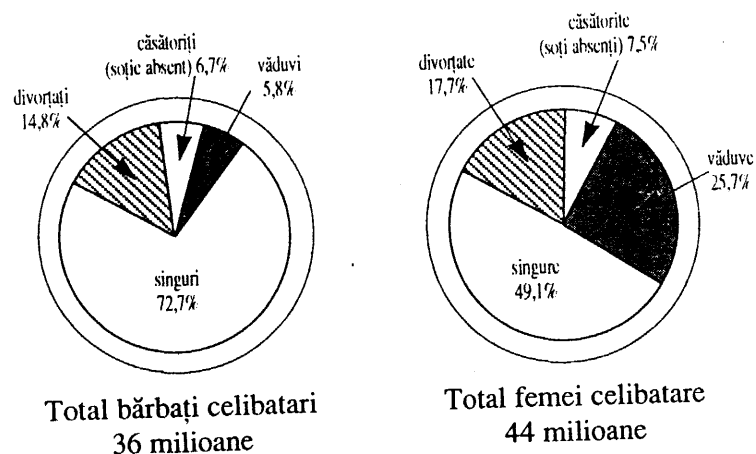 căsătoriți
(soție absent) 6,7%
văduvi
5,8%
divorțați
14,8%
singuri
72,7%
Total bărbați celibatari
36 milioane
căsătorite
(soți absenți) 7,5%
divorțate
17,7%
văduve
25,7%
singure
49,1%
Total femei celibatare
44 milioane